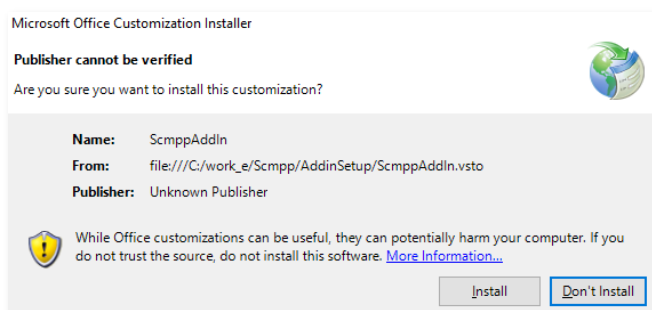 Microsoft Office Customization Installer
Publisher cannot be verified
Are you sure you want to install this customization?
Name: ScmppAddIn
From: file:///C:/work_e/Scmpp/AddinSetup/ScmppAddIn.vsto
Publisher: Unknown Publisher
While Office customizations can be useful, they can potentially harm your computer. If you
do not trust the source, do not install this software. More Information...
Install Don't Install